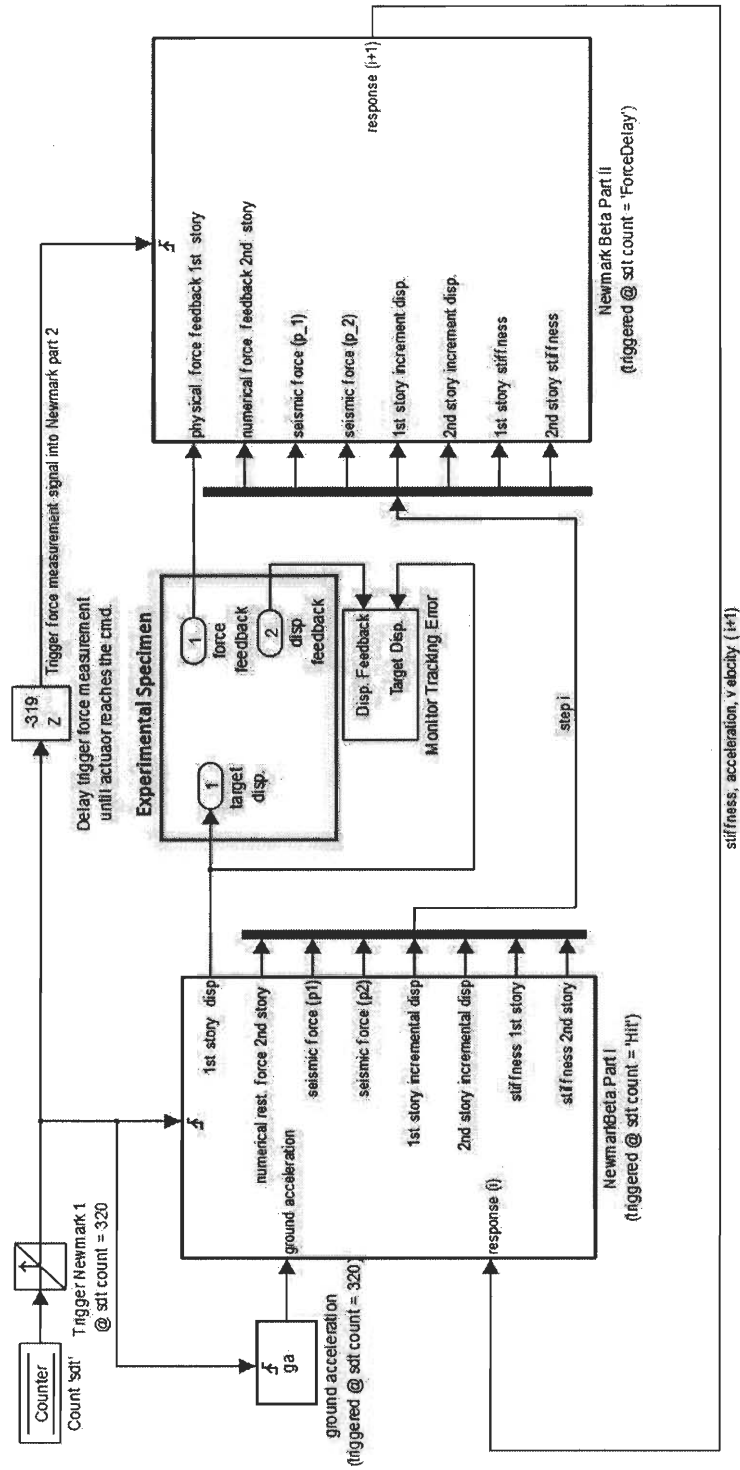 Counter
Count 'sdt'
Trigger Newmark 1
@ sdt count = 320
-319
Z
Trigger force measurement signal into Newmark part 2
Delay trigger force measurement
until actuaor reaches the cmd.
ga
ground acceleration
(triggered @ sdt count = 320)
ground acceleration
response (i)
1st story disp
numerical rest. force 2nd story
seismic force (p1)
seismic force (p2)
1st story incremental disp
2nd story incremental disp
stiffness 1st story
stiffness 2nd story
NewmarkBeta Part I
(triggered @ sdt count = 'Hit')
Experimental Specimen
1
target
disp.
1
force
feedback
2
disp
feedback
Disp. Feedback
Target Disp.
Monitor Tracking Error
step i
physical force feedback 1st story
numerical force feedback 2nd story
seismic force (p_1)
seismic force (p_2)
1st story increment disp.
2nd story increment disp.
1st story stiffness
2nd story stiffness
response (i+1)
Newmark Beta Part II
(triggered @ sdt count = 'ForceDelay')
stiffness, acceleration, velocity (i+1)